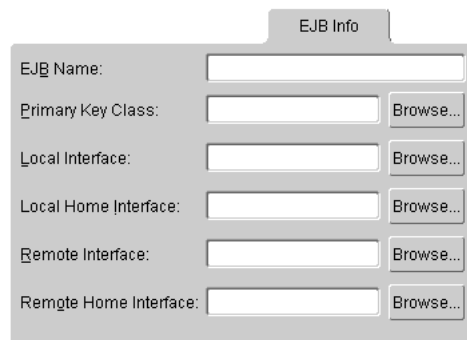 EJB Info
EJB Name:
Primary Key Class: Browse...
Local Interface: Browse...
Local Home Interface: Browse...
Remote Interface: Browse...
Remote Home Interface: Browse...